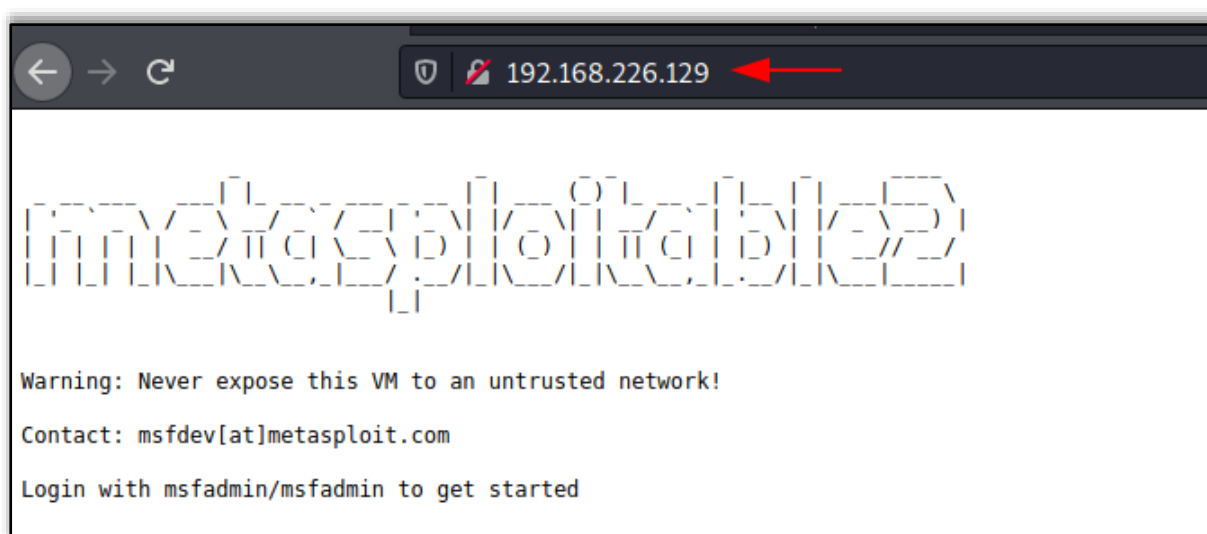 192.168.226.129
metasploitable2
Warning: Never expose this VM to an untrusted network!
Contact: msfdev[at]metasploit.com
Login with msfadmin/msfadmin to get started